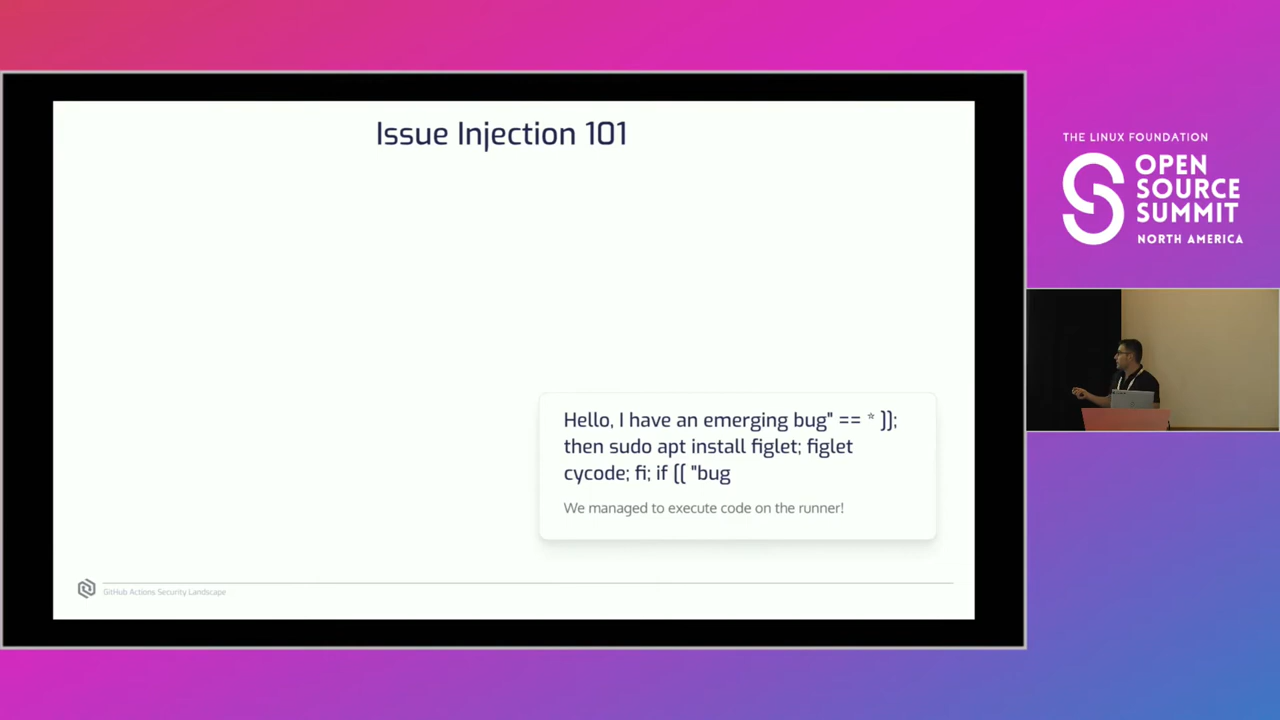 Issue Injection 101
Hello, I have an emerging bug" == * ]];
then sudo apt install figlet; figlet
cycode; fi; if [[ "bug
We managed to execute code on the runner!
GitHub Actions Security Landscape
THE LINUX FOUNDATION
OPEN
SOURCE
SUMMIT
NORTH AMERICA